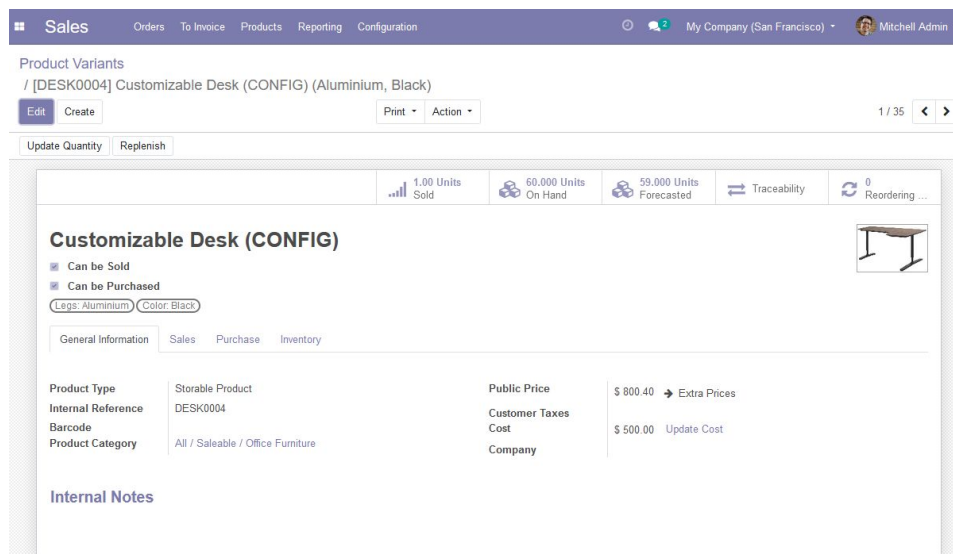 Sales Orders To Invoice Products Reporting Configuration 2 My Company (San Francisco) Mitchell Admin
Product Variants
/ [DESK0004] Customizable Desk (CONFIG) (Aluminium, Black)
Edit Create Print Action 1 / 35
Update Quantity Replenish
1.00 Units 60.000 Units 59.000 Units 0
Sold On Hand Forecasted Traceability Reordering ...
Customizable Desk (CONFIG)
Can be Sold
Can be Purchased
Legs: Aluminium Color: Black
General Information Sales Purchase Inventory
Product Type Storable Product
Internal Reference DESK0004
Barcode
Product Category All / Saleable / Office Furniture
Public Price $ 800.40 Extra Prices
Customer Taxes
Cost $ 500.00 Update Cost
Company
Internal Notes